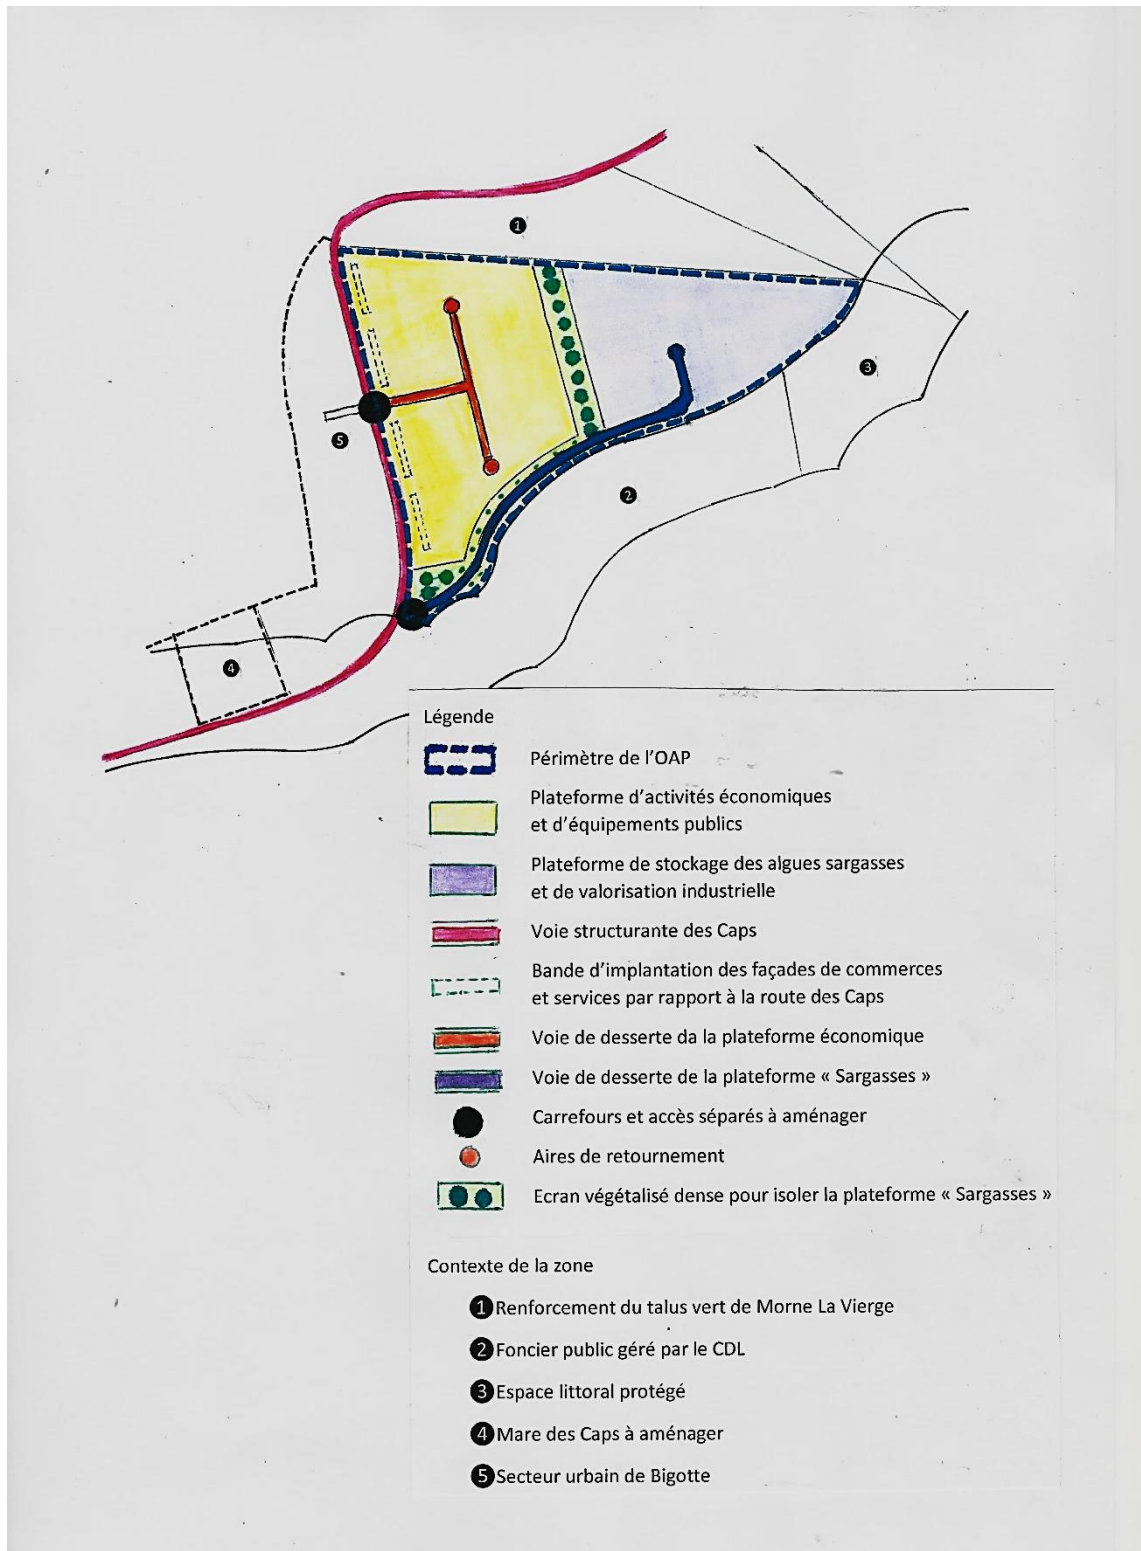 1
3
5
2
4
Légende
Périmètre de l'OAP
Plateforme d'activités économiques
et d'équipements publics
Plateforme de stockage des algues sargasses
et de valorisation industrielle
Voie structurante des Caps
Bande d'implantation des façades de commerces
et services par rapport à la route des Caps
Voie de desserte da la plateforme économique
Voie de desserte de la plateforme « Sargasses »
Carrefours et accès séparés à aménager
Aires de retournement
Ecran végétalisé dense pour isoler la plateforme « Sargasses »
Contexte de la zone
1 Renforcement du talus vert de Morne La Vierge
2 Foncier public géré par le CDL
3 Espace littoral protégé
4 Mare des Caps à aménager
5 Secteur urbain de Bigotte